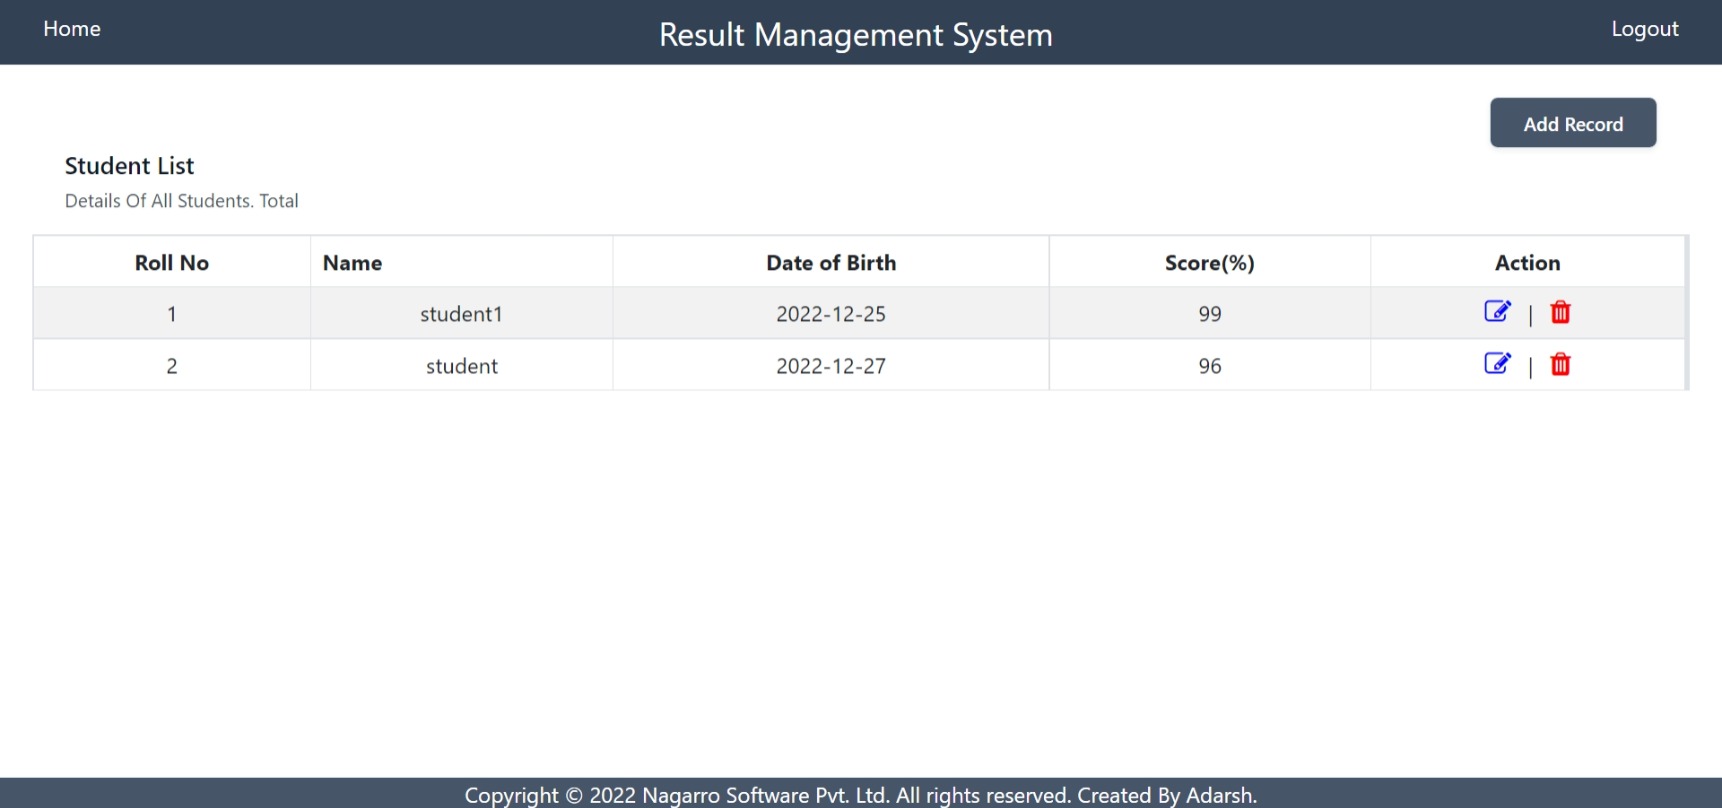 Home
Result Management System
Logout
Add Record
Student List
Details Of All Students. Total
Roll No Name Date of Birth Score(%) Action
1 student1 2022-12-25 99 |
2 student 2022-12-27 96 |
Copyright © 2022 Nagarro Software Pvt. Ltd. All rights reserved. Created By Adarsh.